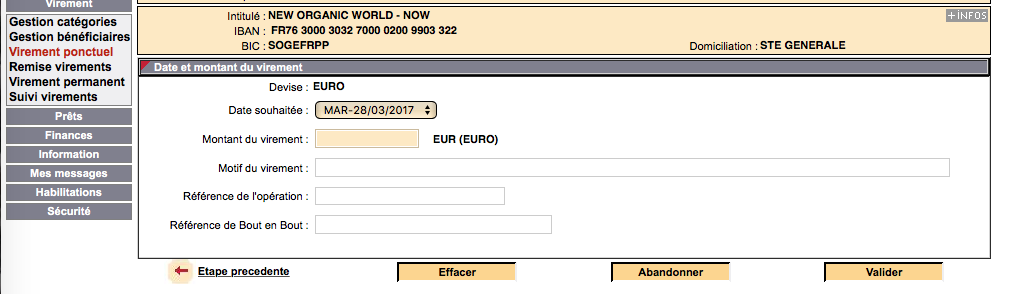 Virement
Gestion catégories
Gestion bénéficiaires
Virement ponctuel
Remise virements
Virement permanent
Suivi virements
Prêts
Finances
Information
Mes messages
Habilitations
Sécurité
Intitulé : NEW ORGANIC WORLD - NOW
+INFOS
IBAN : FR76 3000 3032 7000 0200 9903 322
BIC : SOGEFRPP
Domiciliation : STE GENERALE
Date et montant du virement
Devise : EURO
Date souhaitée : MAR-28/03/2017
Montant du virement : EUR (EURO)
Motif du virement :
Référence de l'opération :
Référence de Bout en Bout :
Etape precedente
Effacer
Abandonner
Valider